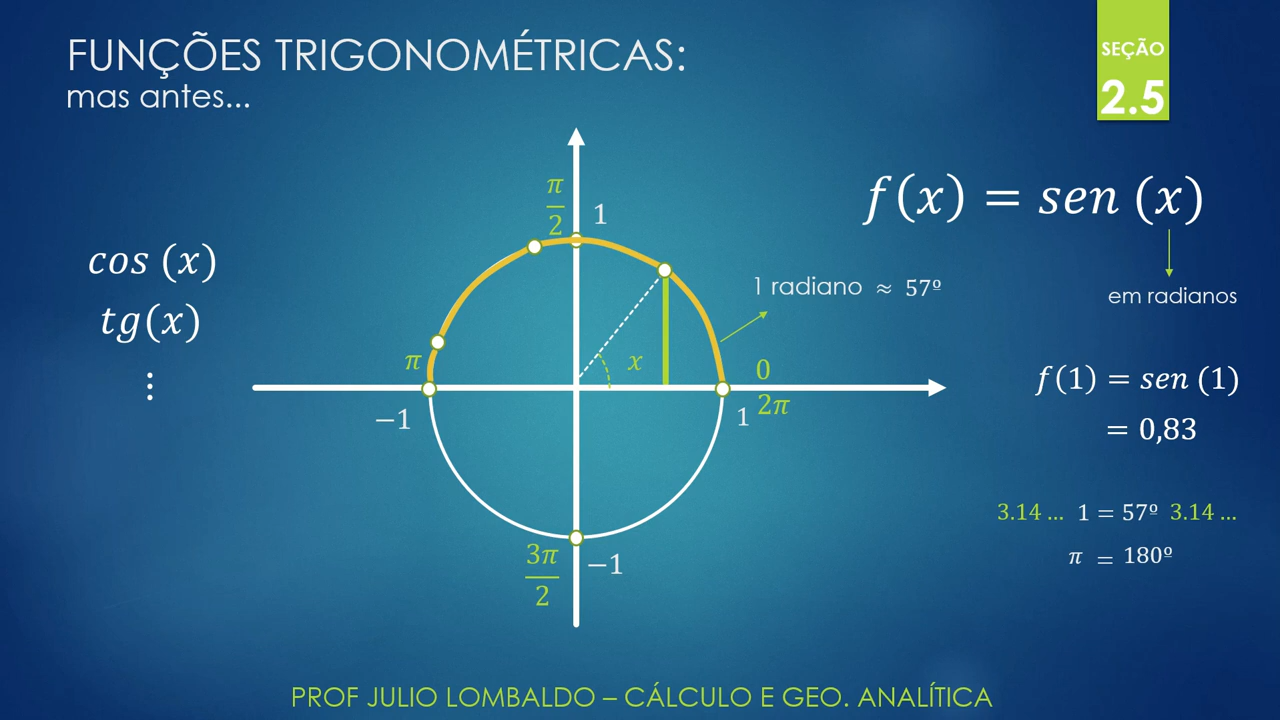 FUNÇÕES TRIGONOMÉTRICAS:
mas antes...
SEÇÃO
2.5
f(x) = sen (x)
em radianos
cos (x)
tg(x)
⋮
π/2
1
1 radiano ≈ 57º
x
π
0
−1
1
2π
3π/2
−1
f(1) = sen (1)
= 0,83
3.14 ... 1 = 57º 3.14 ...
π = 180º
PROF JULIO LOMBALDO – CÁLCULO E GEO. ANALÍTICA